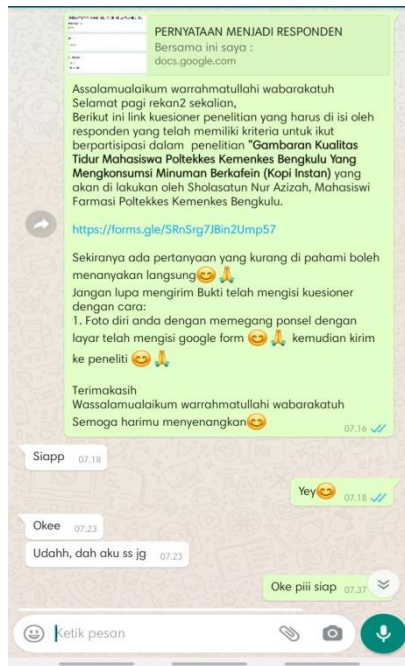 PERNYATAAN MENJADI RESPONDEN
Bersama ini saya :
docs.google.com
Assalamualaikum warrahmatullahi wabarakatuh
Selamat pagi rekan2 sekalian,
Berikut ini link kuesioner penelitian yang harus di isi oleh
responden yang telah memiliki kriteria untuk ikut
berpartisipasi dalam penelitian "Gambaran Kualitas
Tidur Mahasiswa Poltekkes Kemenkes Bengkulu Yang
Mengkonsumsi Minuman Berkafein (Kopi Instan) yang
akan di lakukan oleh Sholasatun Nur Azizah, Mahasiswi
Farmasi Poltekkes Kemenkes Bengkulu.
https://forms.gle/SRnSrg7JBin2Ump57
Sekiranya ada pertanyaan yang kurang di pahami boleh
menanyakan langsung😊🙏
Jangan lupa mengirim Bukti telah mengisi kuesioner
dengan cara:
1. Foto diri anda dengan memegang ponsel dengan
layar telah mengisi google form 😊🙏 kemudian kirim
ke peneliti 😊🙏
Terimakasih
Wassalamualaikum warrahmatullahi wabarakatuh
Semoga harimu menyenangkan😊
07.16
Siapp 07.18
Yey😊 07.18
Okee 07.23
Udahh, dah aku ss jg 07.23
Oke piii siap 07.37
Ketik pesan